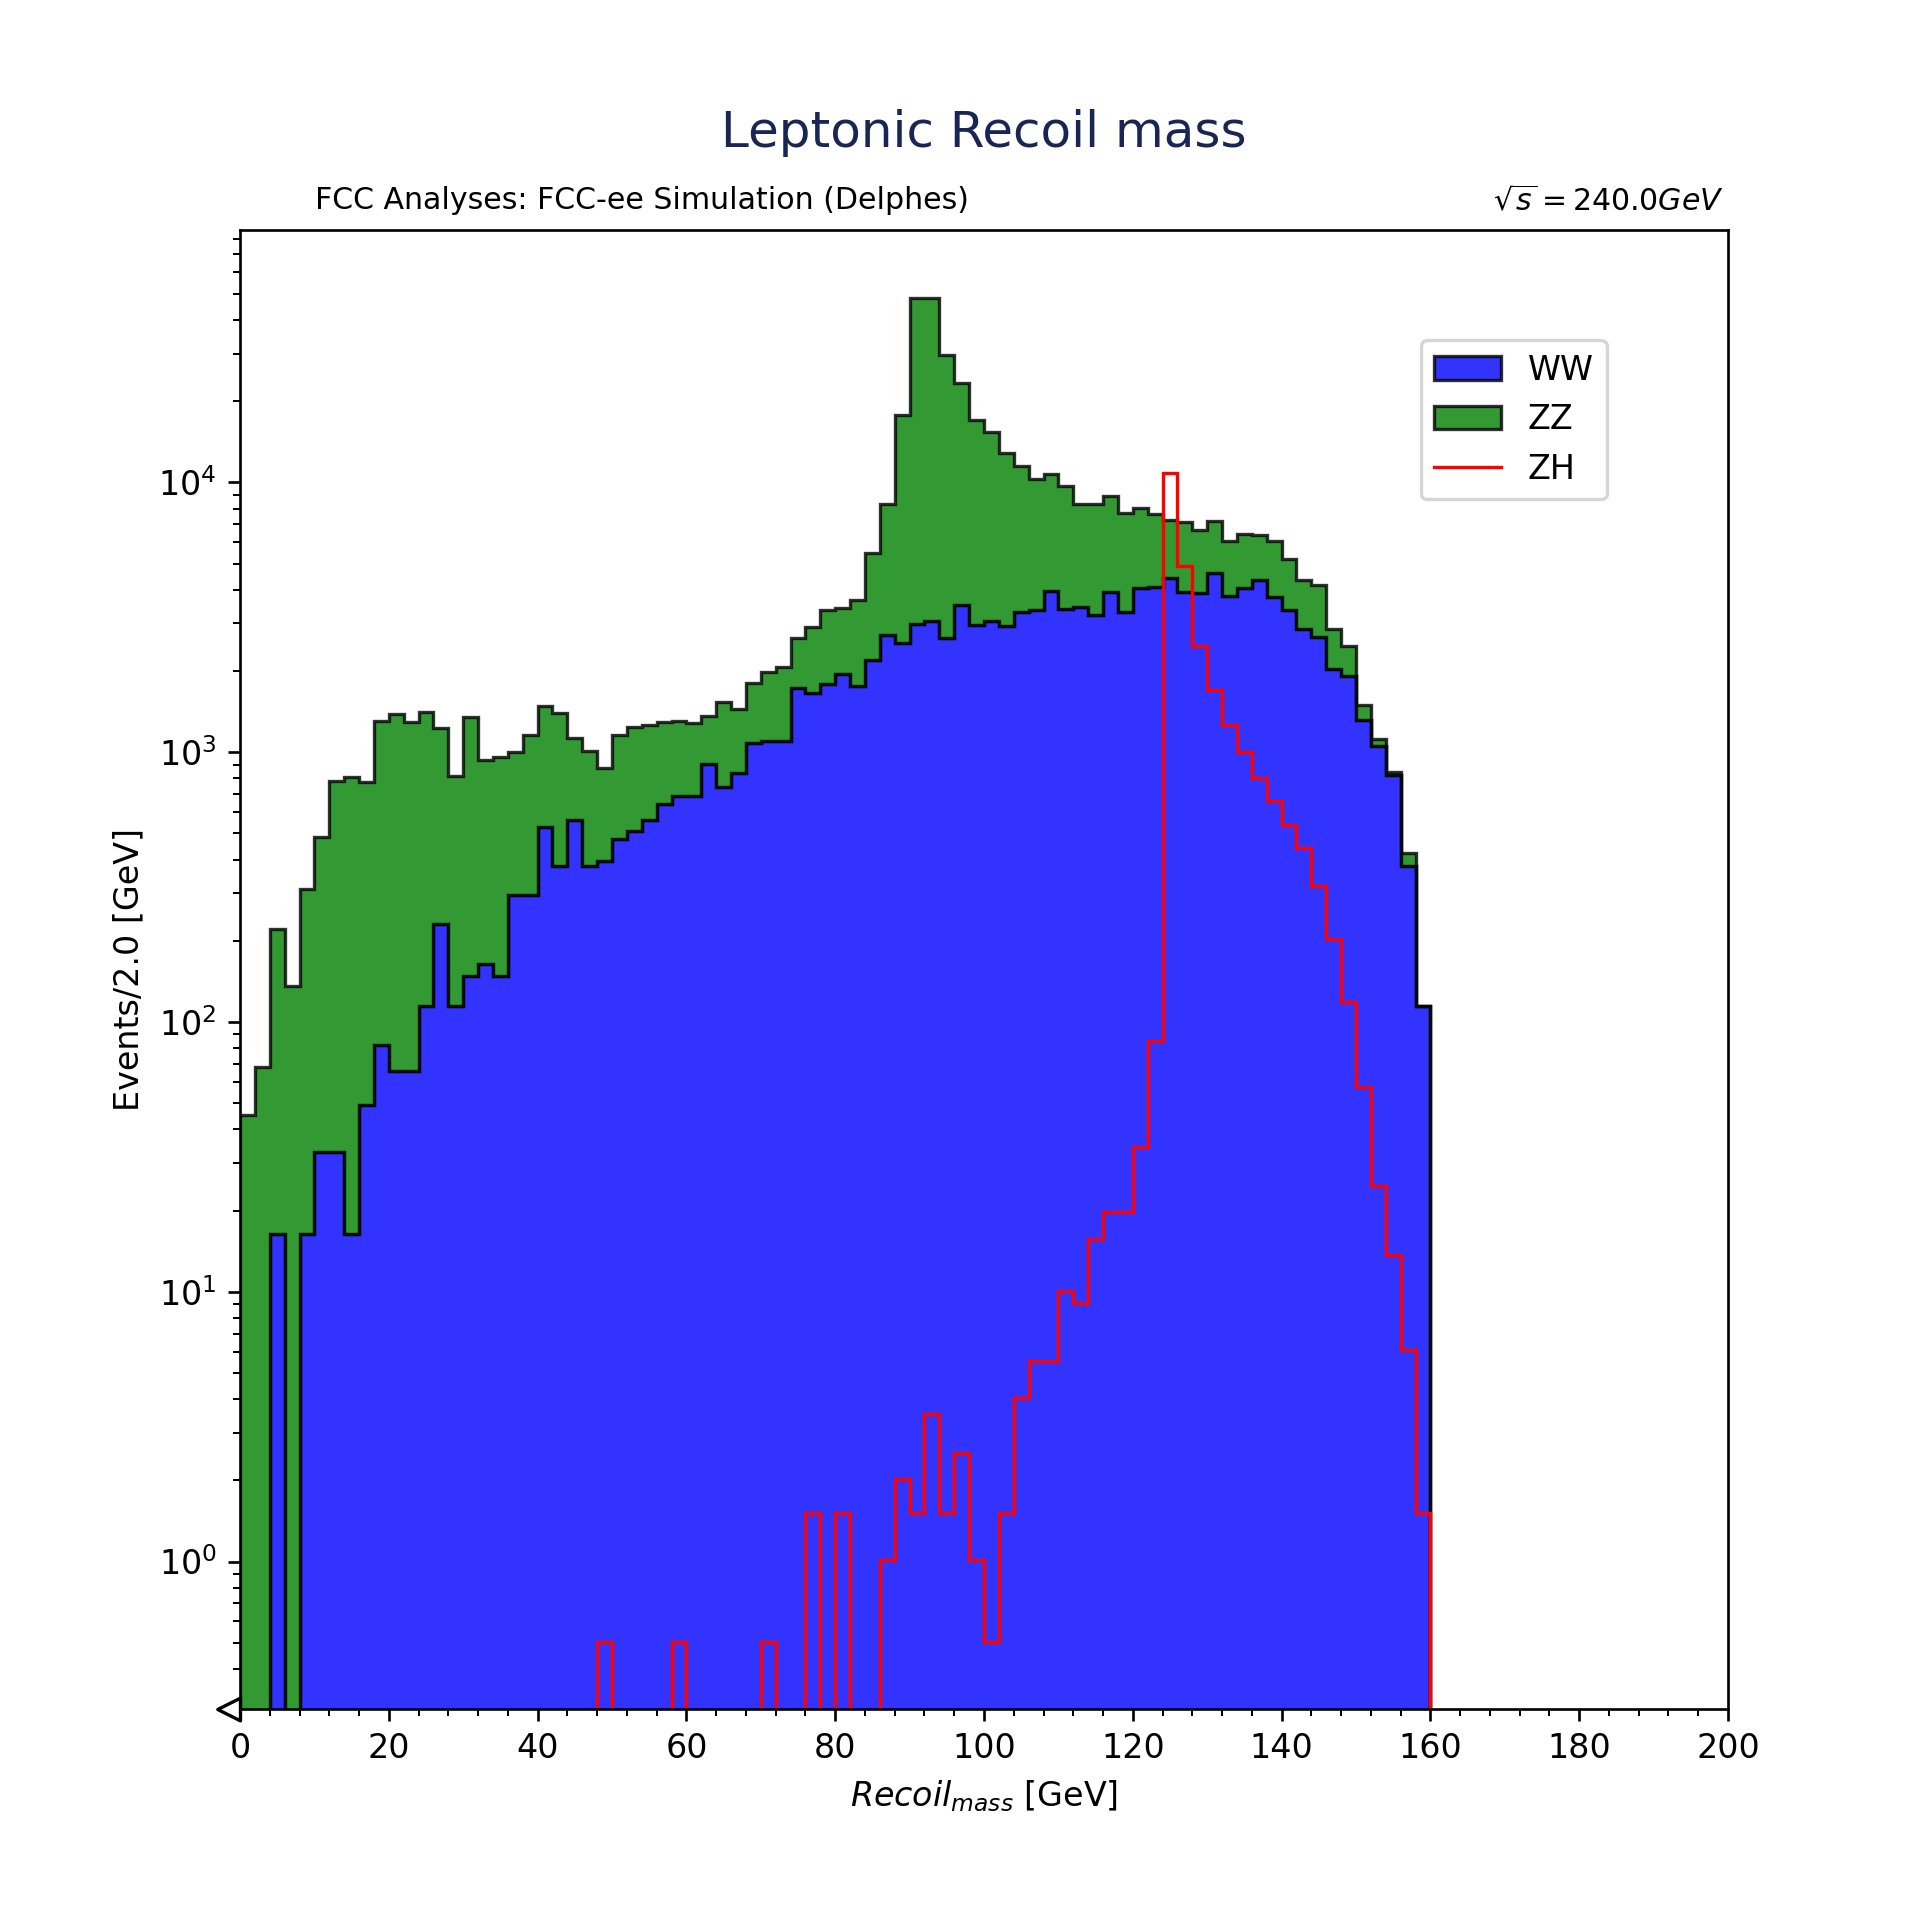 Leptonic Recoil mass
FCC Analyses: FCC-ee Simulation (Delphes)
√s = 240.0GeV
WW
ZZ
ZH
Events/2.0 [GeV]
10⁴
10³
10²
10¹
10⁰
0 20 40 60 80 100 120 140 160 180 200
Recoil_mass [GeV]